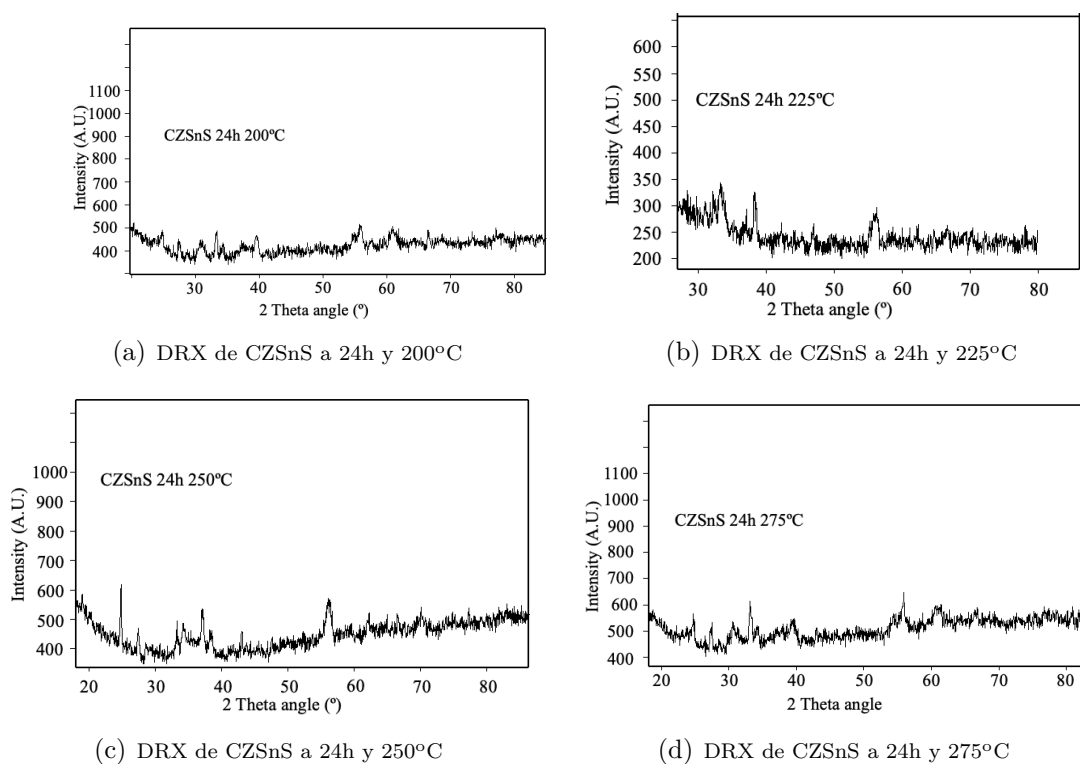 1100
1000
900
800
700
600
500
400
Intensity (A.U.)
CZSnS 24h 200ºC
30 40 50 60 70 80
2 Theta angle (º)
(a) DRX de CZSnS a 24h y 200ºC
600
550
500
450
400
350
300
250
200
Intensity (A.U.)
CZSnS 24h 225ºC
30 40 50 60 70 80
2 Theta angle (º)
(b) DRX de CZSnS a 24h y 225ºC
1000
900
800
700
600
500
400
Intensity (A.U.)
CZSnS 24h 250ºC
20 30 40 50 60 70 80
2 Theta angle (º)
(c) DRX de CZSnS a 24h y 250ºC
1100
1000
900
800
700
600
500
400
Intensity (A.U.)
CZSnS 24h 275ºC
20 30 40 50 60 70 80
2 Theta angle
(d) DRX de CZSnS a 24h y 275ºC